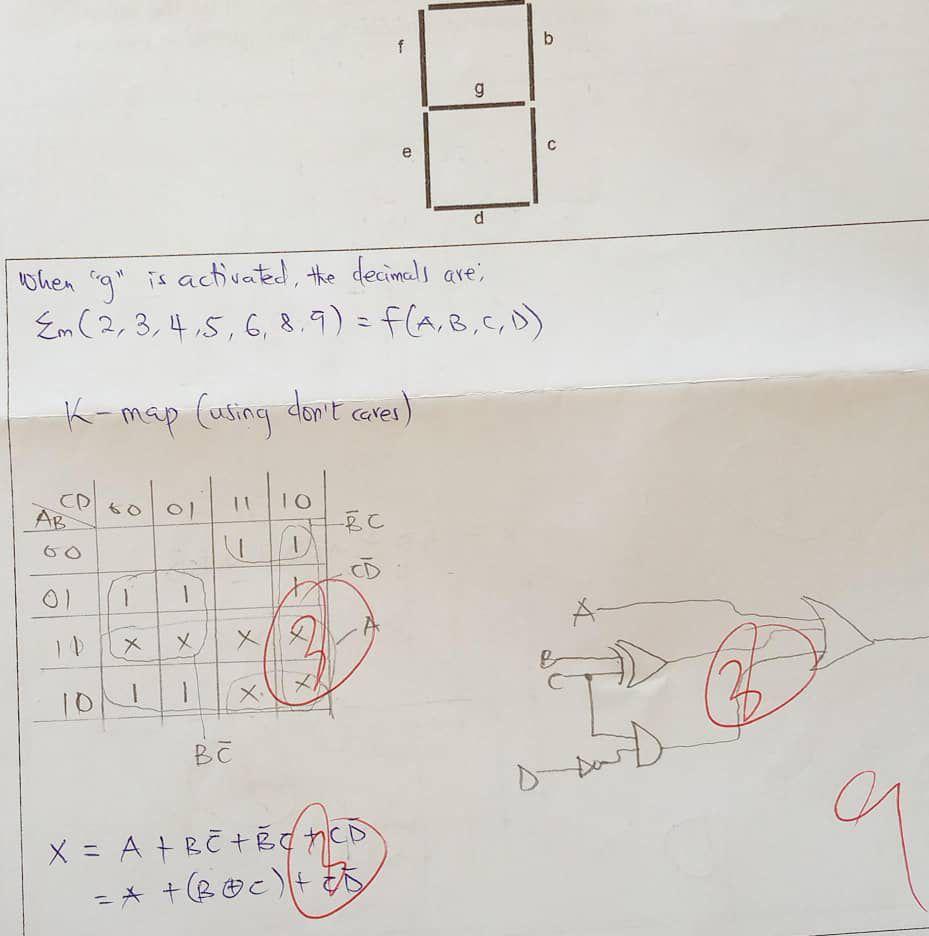 f b
g
e c
d
When "g" is activated, the decimals are;
Σm(2,3,4,5,6,8,9) = f(A,B,C,D)
K-map (using don't cares)
CD 00 01 11 10
AB
B̄C
00 1 1
CD̄
01 1 1 1
A
11 x x x x
3
10 1 1 x x
BC̄
A
B
C
D
3
9
X = A + BC̄ + B̄C + CD̄
= A + (B⊕C) + CD̄